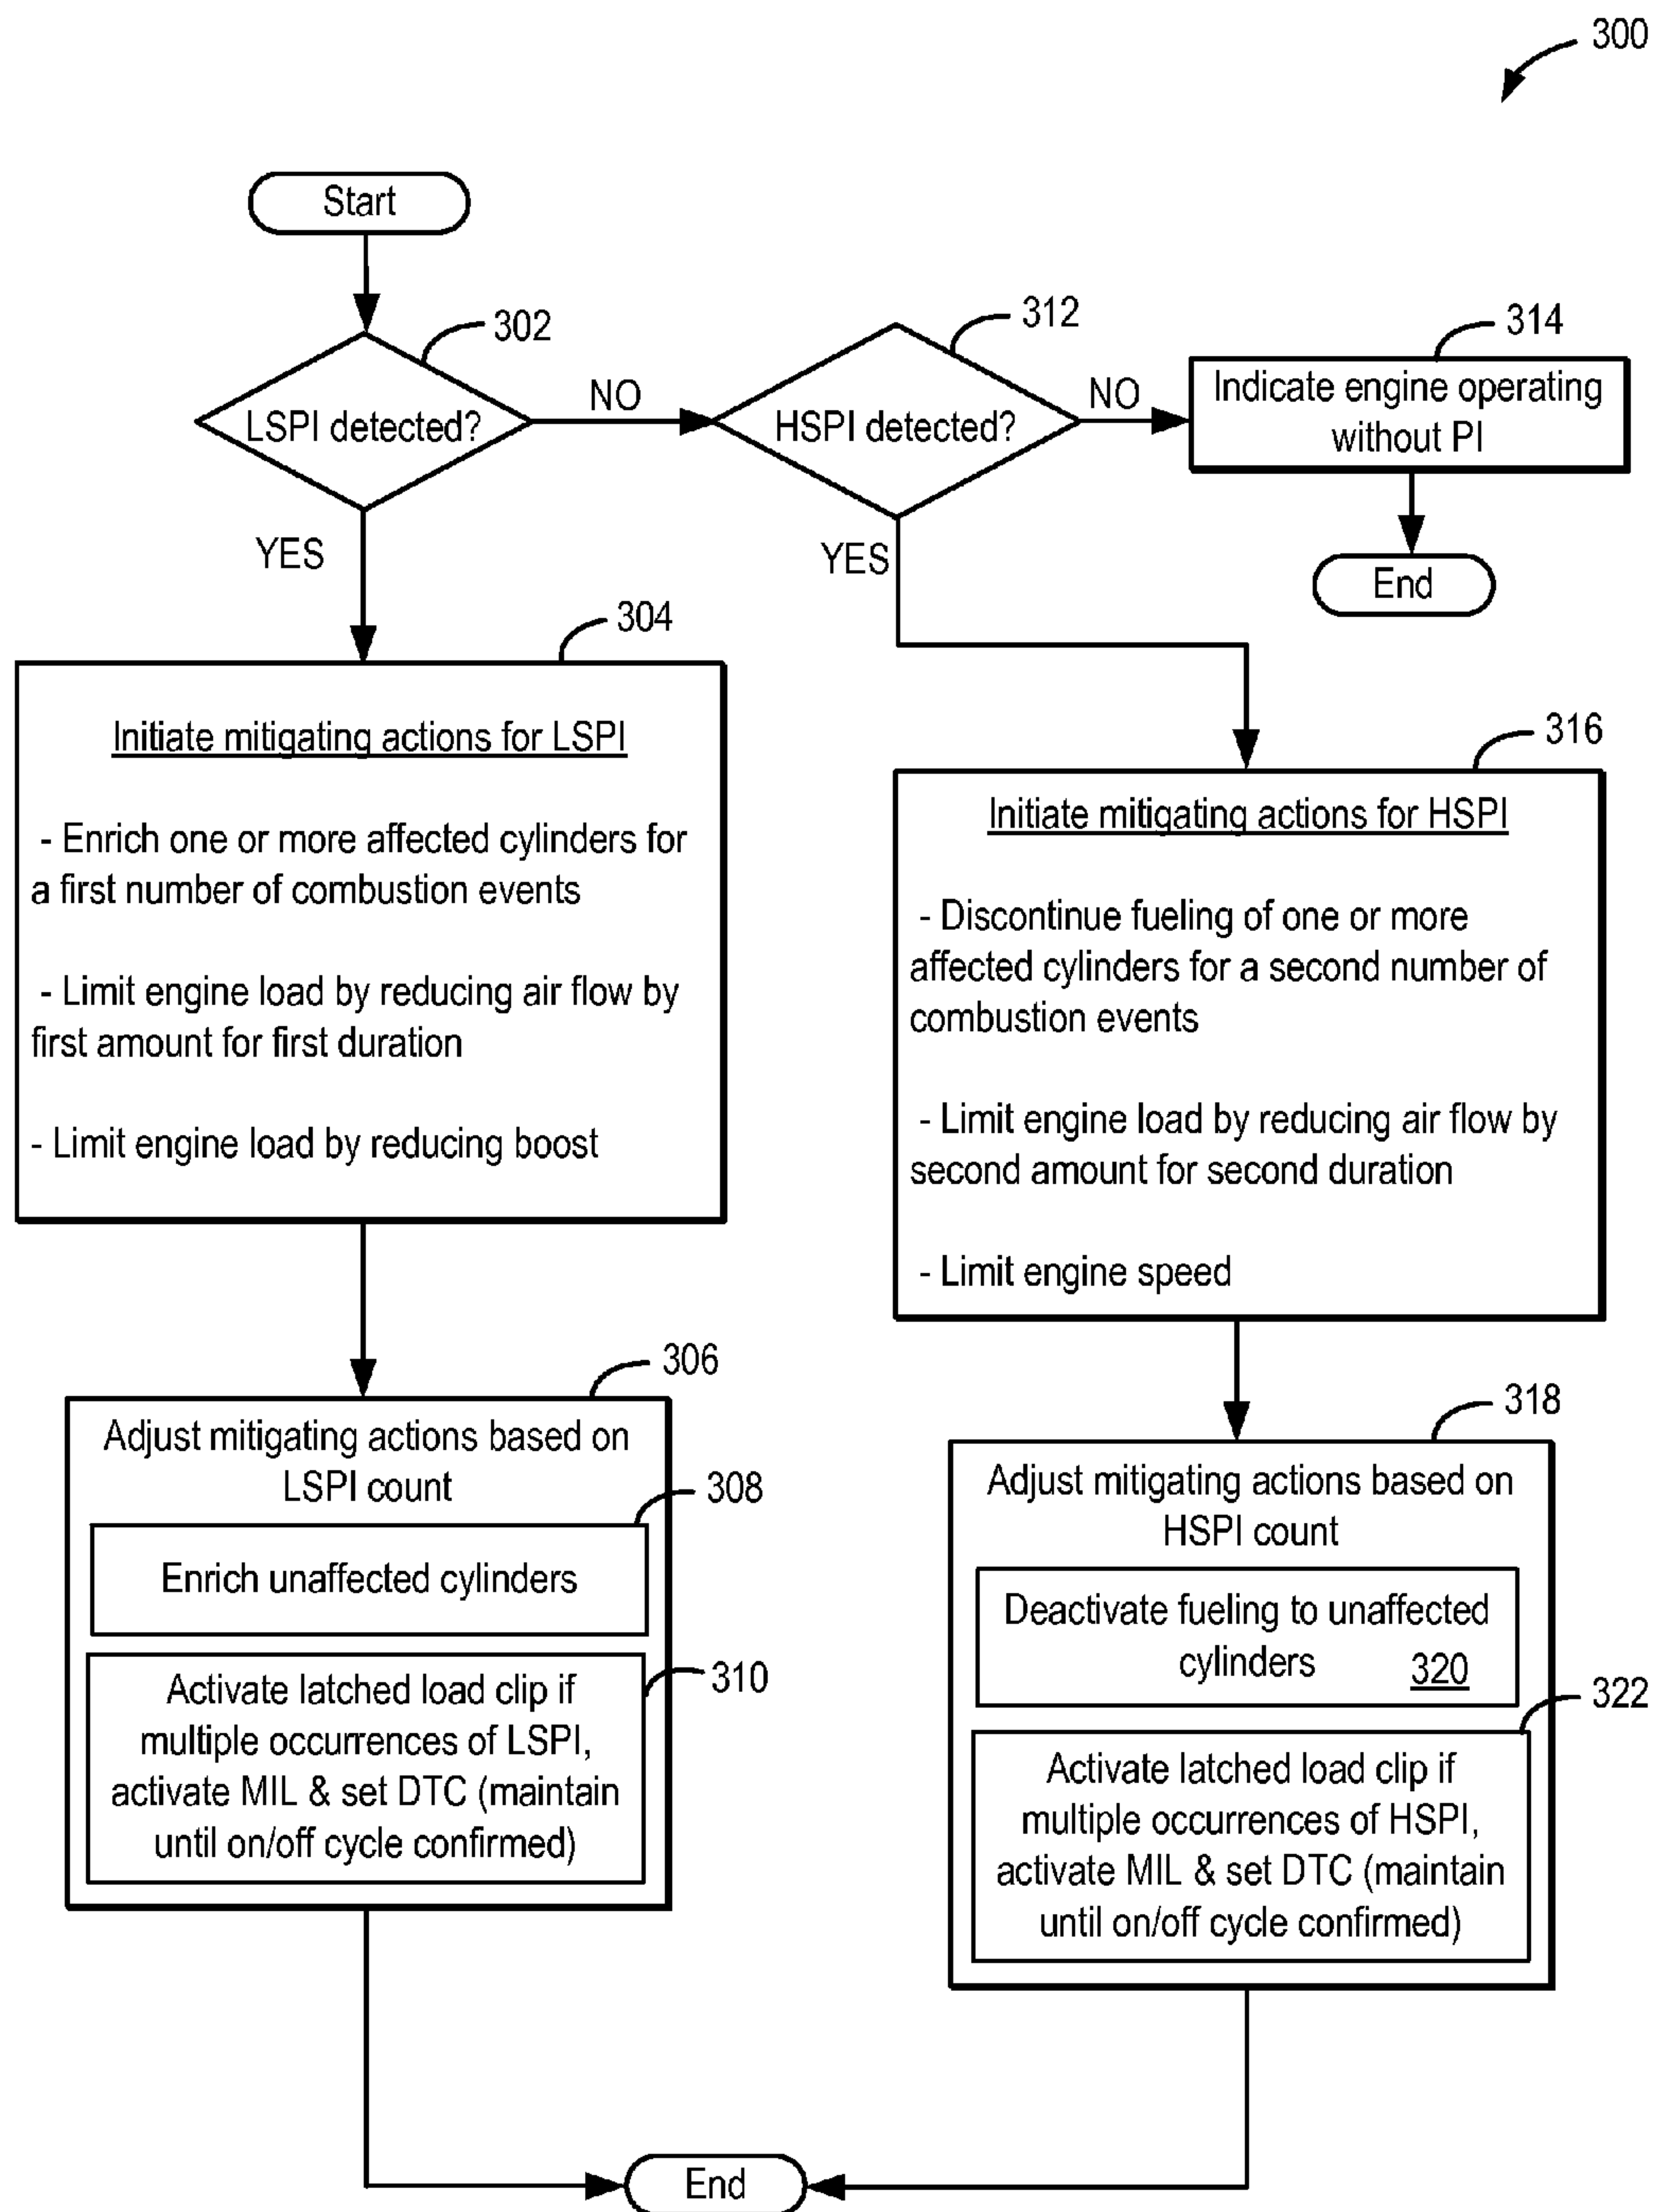 300
Start
302
LSPI detected?
NO
YES
312
HSPI detected?
NO
YES
314
Indicate engine operating
without PI
End
304
Initiate mitigating actions for LSPI
- Enrich one or more affected cylinders for
a first number of combustion events
- Limit engine load by reducing air flow by
first amount for first duration
- Limit engine load by reducing boost
316
Initiate mitigating actions for HSPI
- Discontinue fueling of one or more
affected cylinders for a second number of
combustion events
- Limit engine load by reducing air flow by
second amount for second duration
- Limit engine speed
306
Adjust mitigating actions based on
LSPI count
308
Enrich unaffected cylinders
310
Activate latched load clip if
multiple occurrences of LSPI,
activate MIL & set DTC (maintain
until on/off cycle confirmed)
318
Adjust mitigating actions based on
HSPI count
Deactivate fueling to unaffected
cylinders 320
322
Activate latched load clip if
multiple occurrences of HSPI,
activate MIL & set DTC (maintain
until on/off cycle confirmed)
End